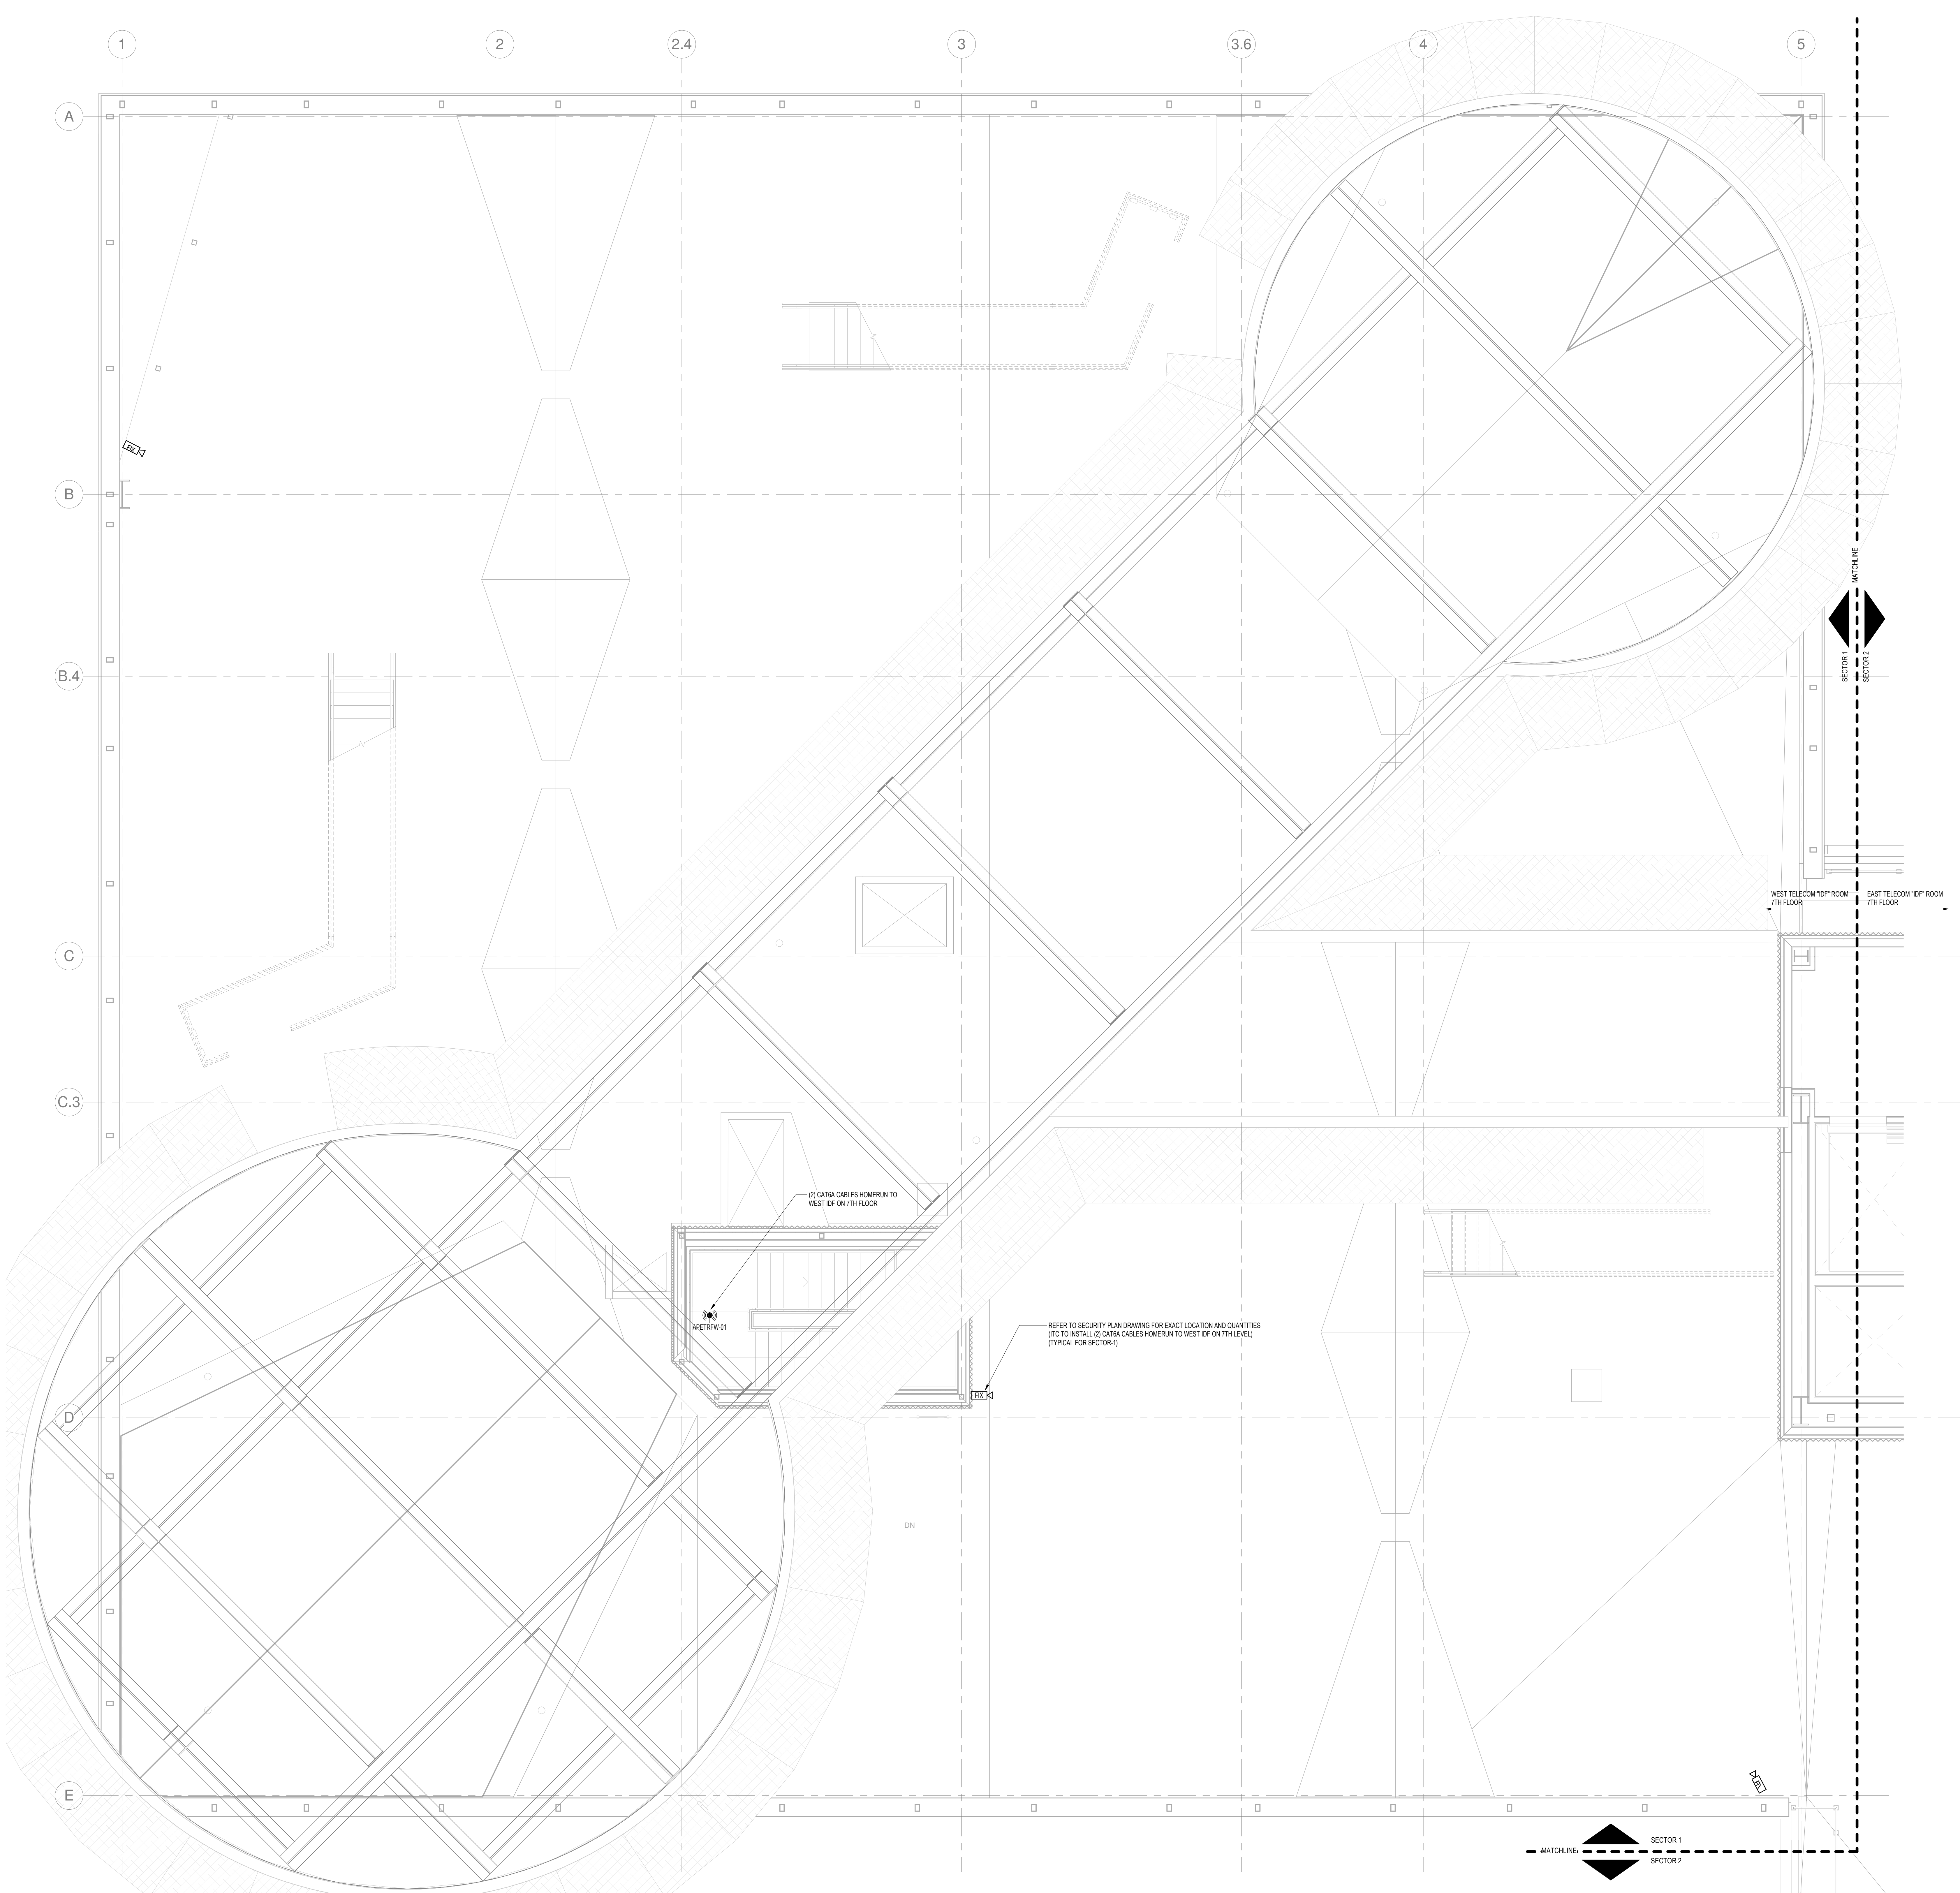 1
2
2.4
3
3.6
4
5
A
B
B.4
C
C.3
D
E
FIX
MATCHLINE
SECTOR 1
SECTOR 2
WEST TELECOM "IDF" ROOM
7TH FLOOR
EAST TELECOM "IDF" ROOM
7TH FLOOR
(2) CAT6A CABLES HOMERUN TO
WEST IDF ON 7TH FLOOR
APETRFW-01
REFER TO SECURITY PLAN DRAWING FOR EXACT LOCATION AND QUANTITIES
(ITC TO INSTALL (2) CAT6A CABLES HOMERUN TO WEST IDF ON 7TH LEVEL)
(TYPICAL FOR SECTOR-1)
FIX
DN
FIX
SECTOR 1
MATCHLINE
SECTOR 2